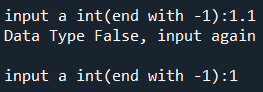 input a int(end with -1):1.1
Data Type False, input again
input a int(end with -1):1